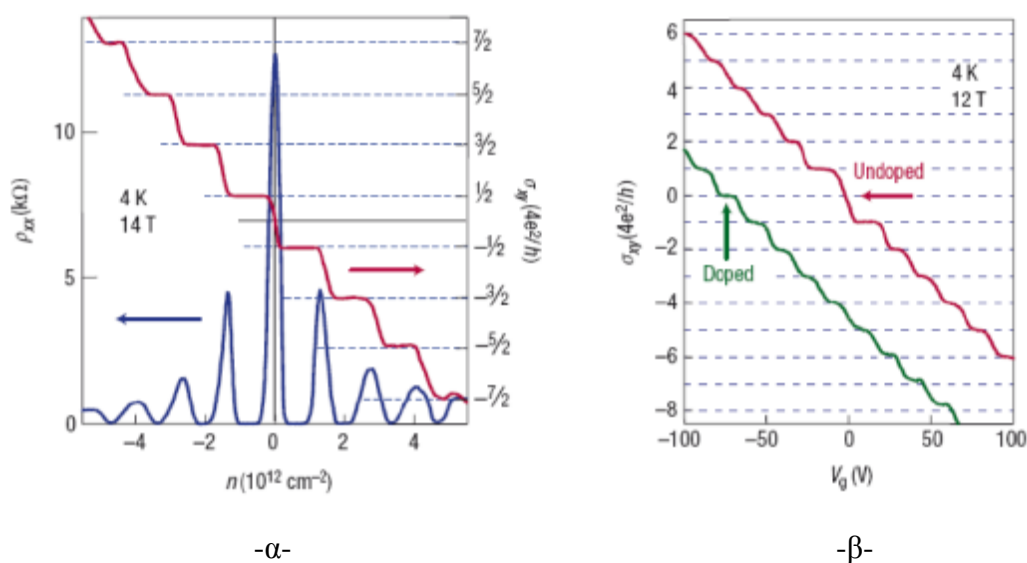 ρxx(kΩ)
10
5
0
4 K
14 T
7/2
5/2
3/2
1/2
−1/2
−3/2
−5/2
−7/2
σxy(4e²/h)
−4
−2
0
2
4
n(10¹² cm⁻²)
-α-
σxy(4e²/h)
6
4
2
0
−2
−4
−6
−8
4 K
12 T
Undoped
Doped
−100
−50
0
50
100
Vg (V)
-β-